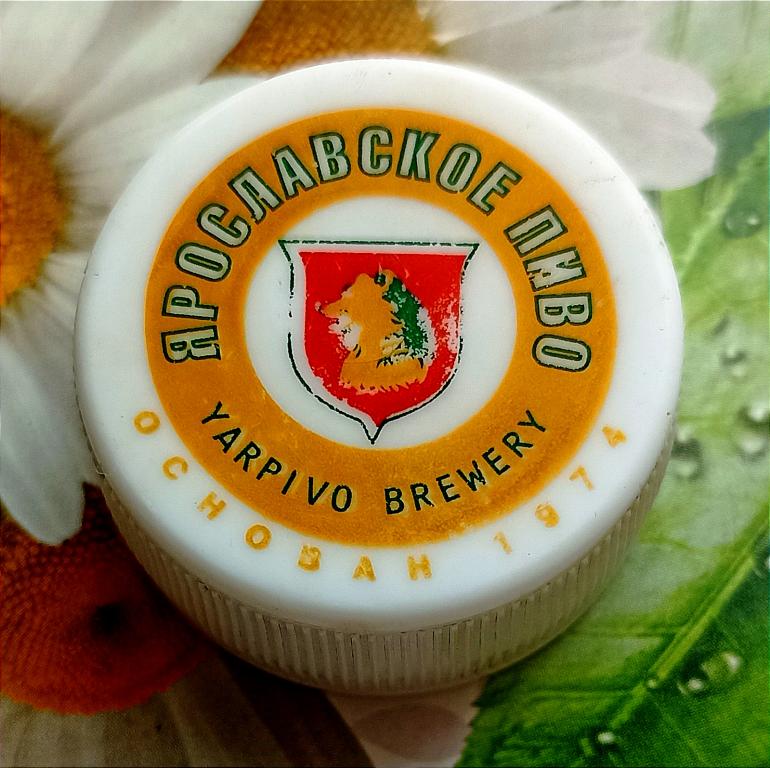 ЯРОСЛАВСКОЕ ПИВО
YARPIVO BREWERY
ОСНОВАН 1974